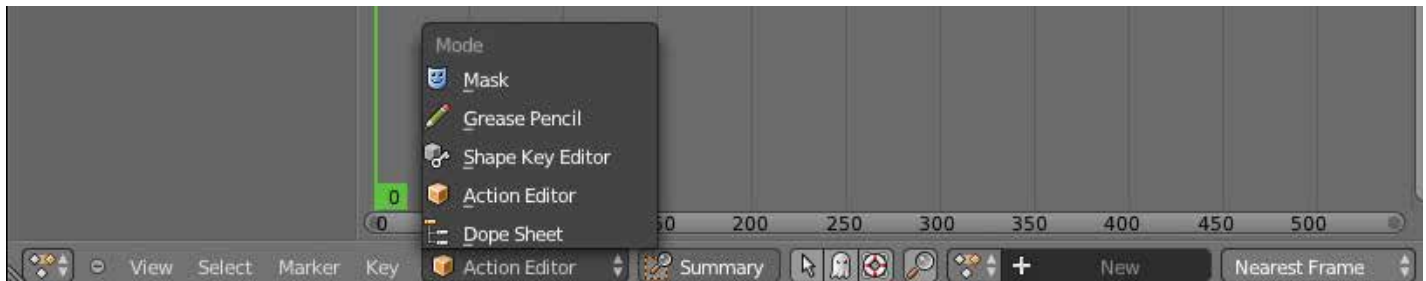 Mode
Mask
Grease Pencil
Shape Key Editor
Action Editor
Dope Sheet
0
0 50 200 250 300 350 400 450 500
View Select Marker Key Action Editor Summary New Nearest Frame